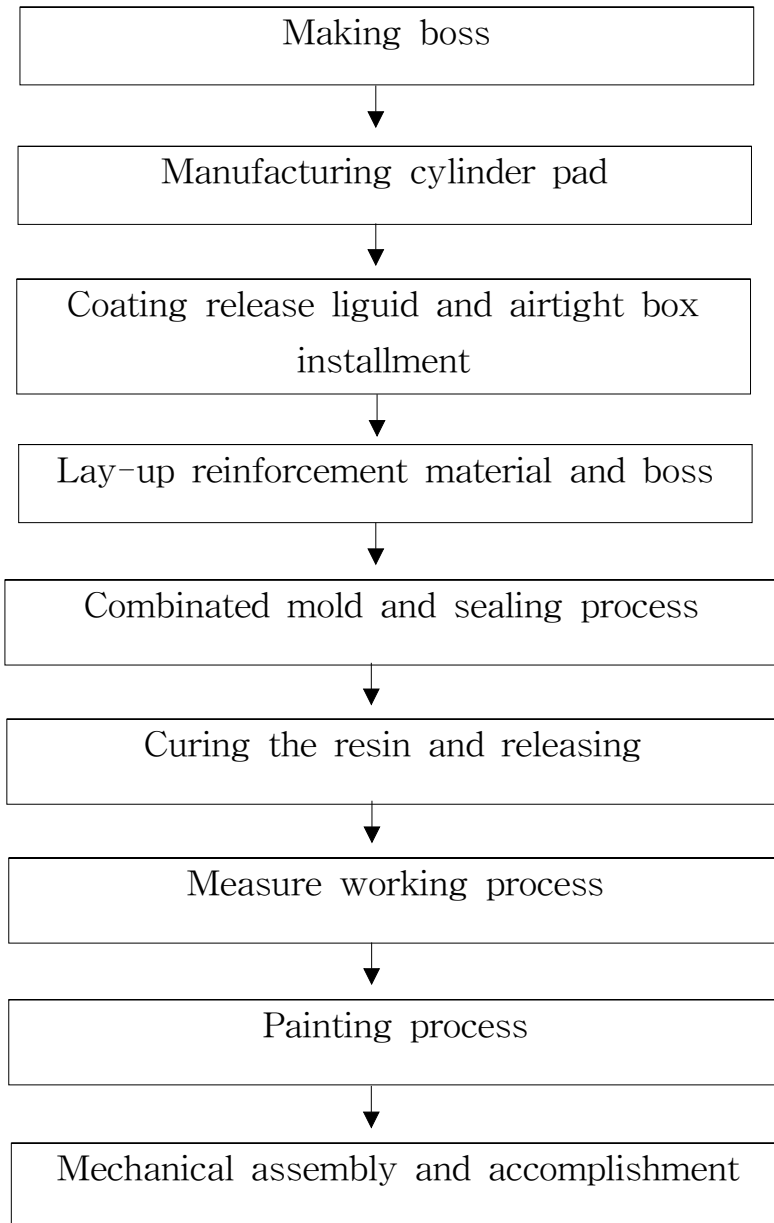 Making boss
Manufacturing cylinder pad
Coating release liguid and airtight box
installment
Lay-up reinforcement material and boss
Combinated mold and sealing process
Curing the resin and releasing
Measure working process
Painting process
Mechanical assembly and accomplishment